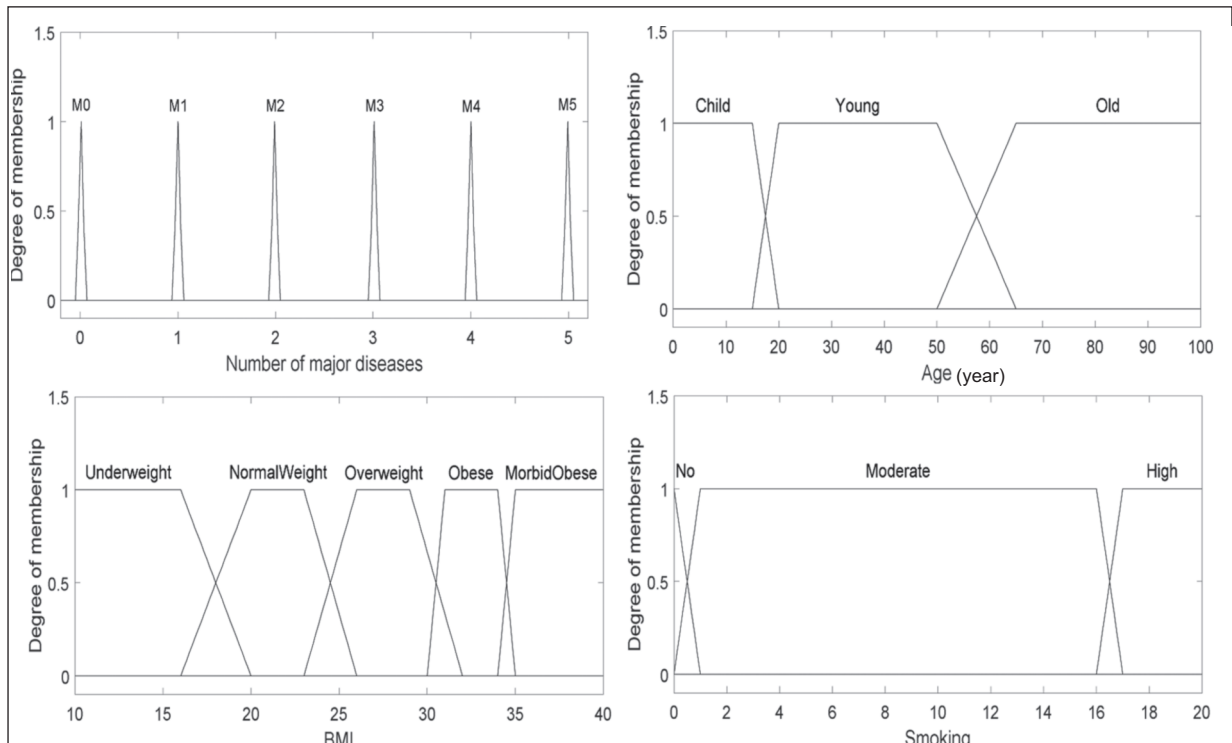 1.5
M0 M1 M2 M3 M4 M5
1
0.5
0
Degree of membership
0 1 2 3 4 5
Number of major diseases
1.5
Child Young Old
1
0.5
0
Degree of membership
0 10 20 30 40 50 60 70 80 90 100
Age (year)
1.5
Underweight NormalWeight Overweight Obese MorbidObese
1
0.5
0
Degree of membership
10 15 20 25 30 35 40
BMI
1.5
No Moderate High
1
0.5
0
Degree of membership
0 2 4 6 8 10 12 14 16 18 20
Smoking